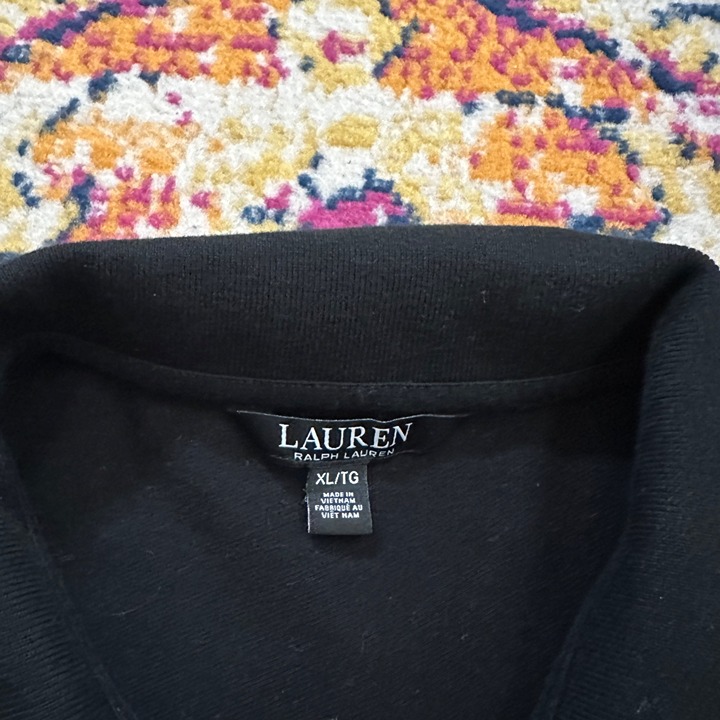 LAUREN
RALPH LAUREN
XL/TG
MADE IN
VIETNAM
FABRIQUÉ AU
VIÊT NAM